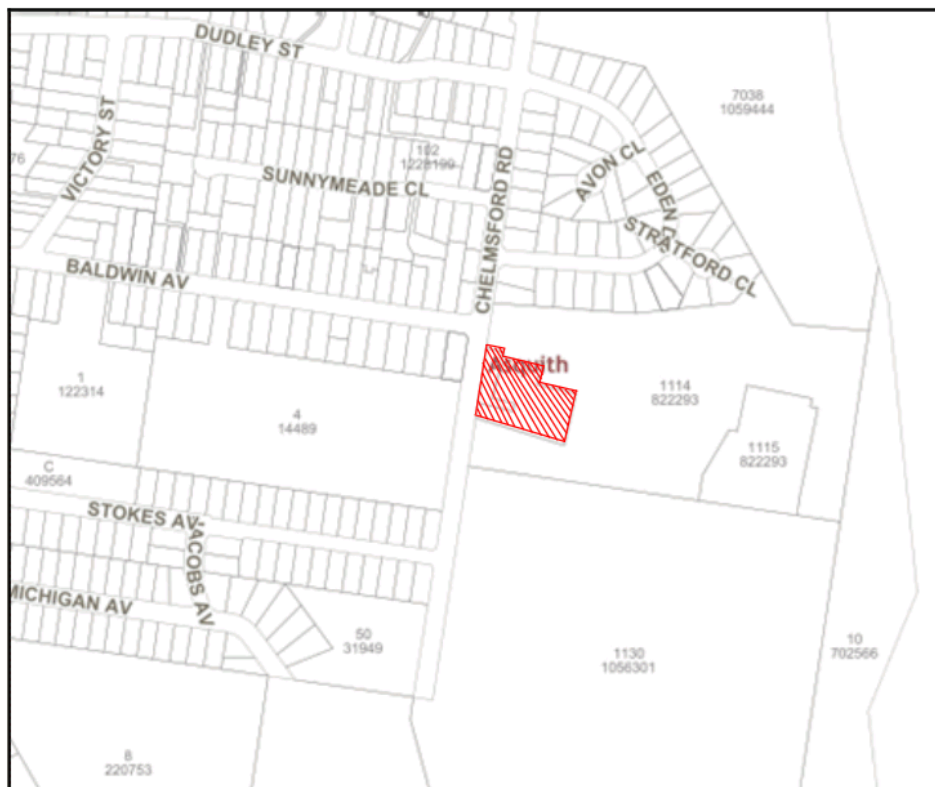 DUDLEY ST
7038
1059444
VICTORY ST
102
1228199
76
SUNNYMEADE CL
CHELMSFORD RD
AVON CL
EDEN
STRATFORD CL
BALDWIN AV
Asquith
1
122314
4
14489
1114
822293
1115
822293
C
409564
STOKES AV
JACOBS AV
MICHIGAN AV
50
31949
1130
1056301
10
702566
8
220753